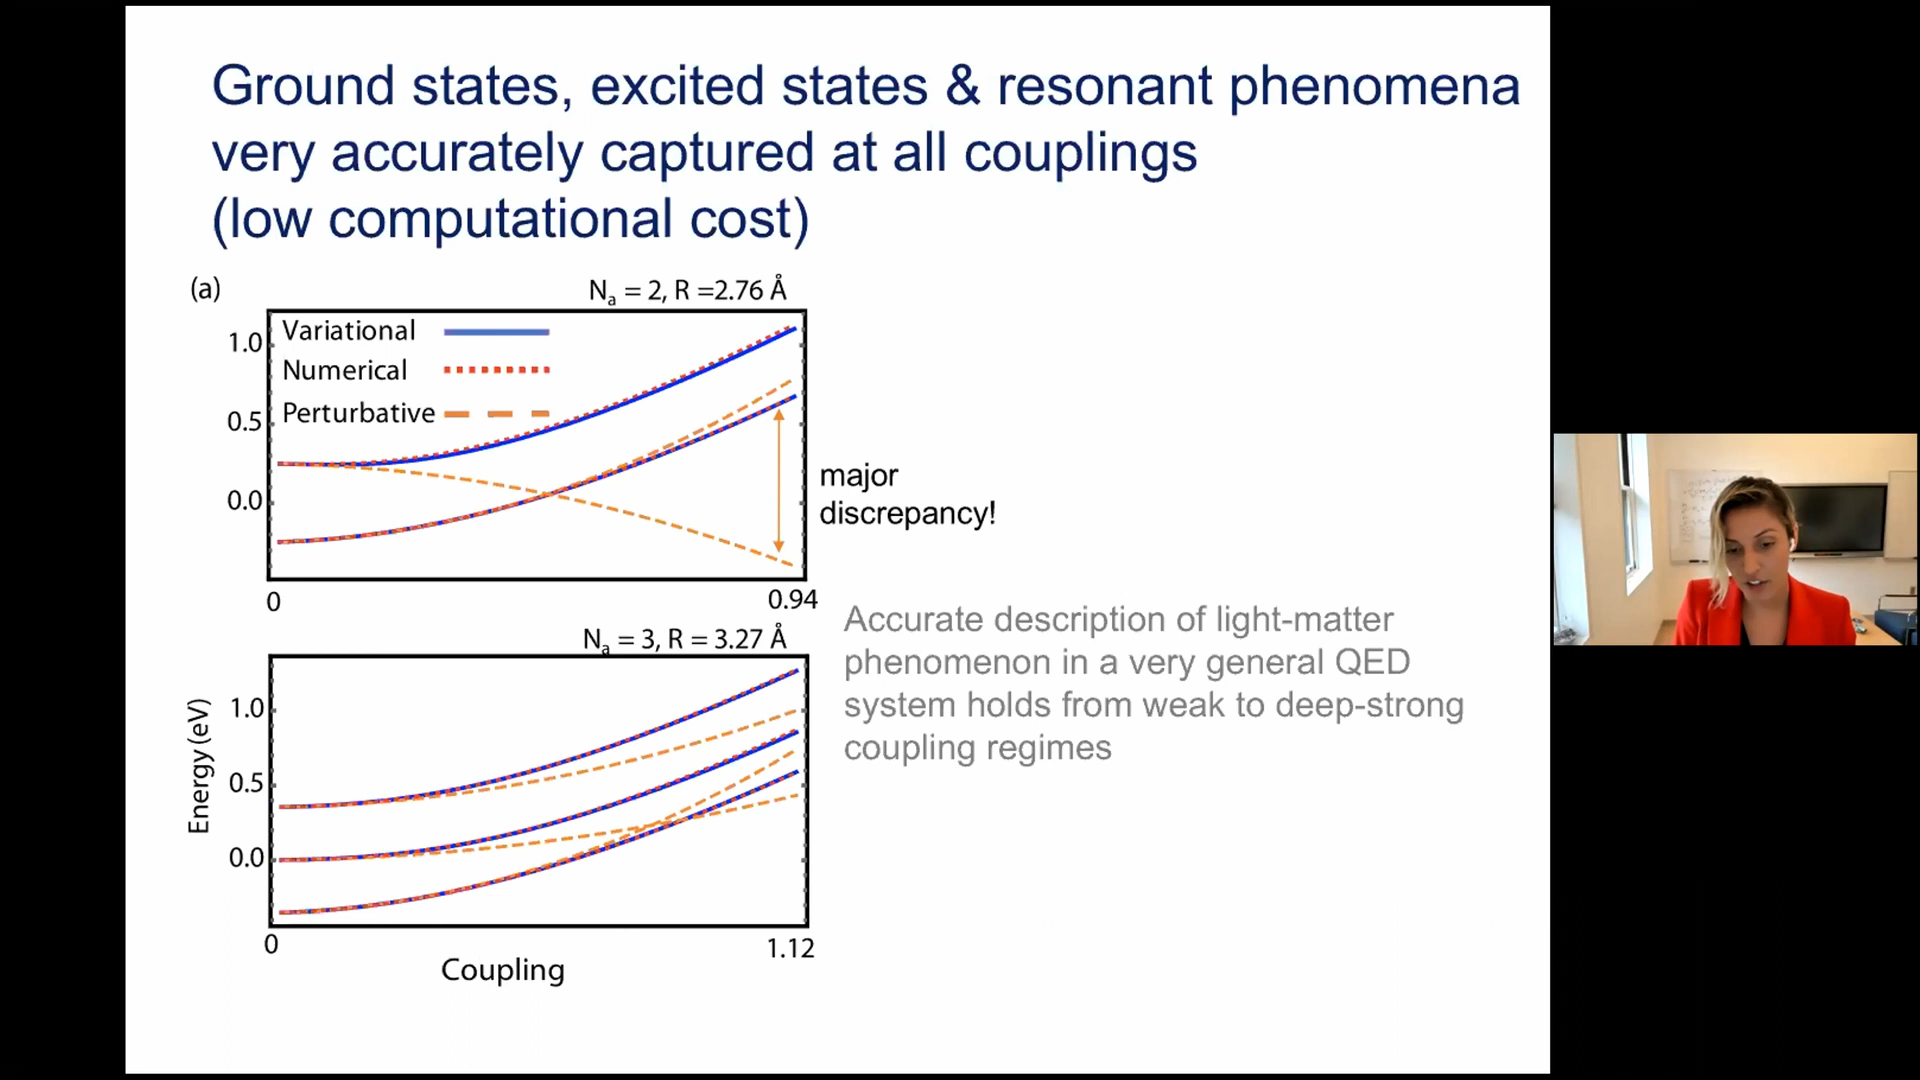 Ground states, excited states & resonant phenomena
very accurately captured at all couplings
(low computational cost)
(a)
Nₐ = 2, R =2.76 Å
Variational
Numerical
Perturbative
1.0
0.5
0.0
0
0.94
major
discrepancy!
Nₐ = 3, R = 3.27 Å
Energy (eV)
1.0
0.5
0.0
0
1.12
Coupling
Accurate description of light-matter
phenomenon in a very general QED
system holds from weak to deep-strong
coupling regimes